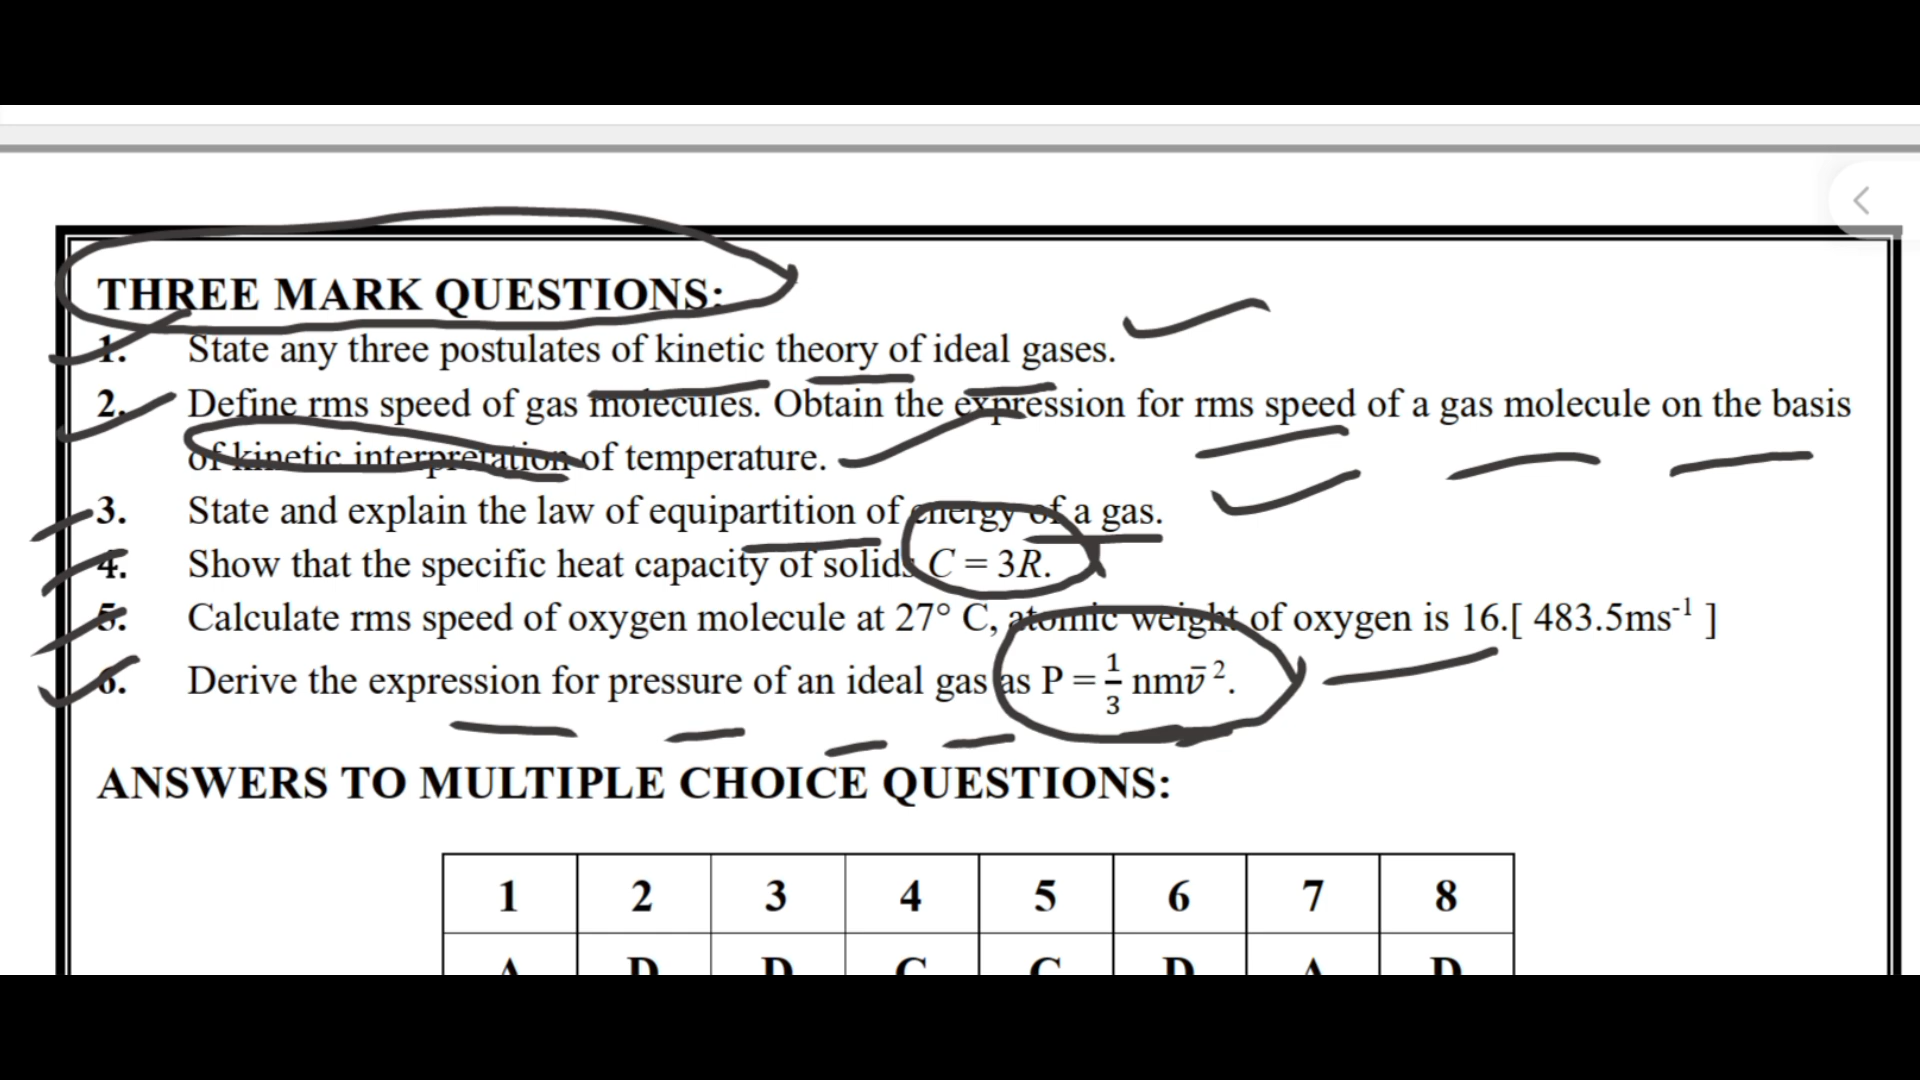 THREE MARK QUESTIONS:
1. State any three postulates of kinetic theory of ideal gases.
2. Define rms speed of gas molecules. Obtain the expression for rms speed of a gas molecule on the basis
of kinetic interpretation of temperature.
3. State and explain the law of equipartition of energy of a gas.
4. Show that the specific heat capacity of solids C = 3R.
5. Calculate rms speed of oxygen molecule at 27° C, atomic weight of oxygen is 16.[ 483.5ms⁻¹ ]
6. Derive the expression for pressure of an ideal gas as P = 1/3 nmv̄ ².
ANSWERS TO MULTIPLE CHOICE QUESTIONS:
1 2 3 4 5 6 7 8